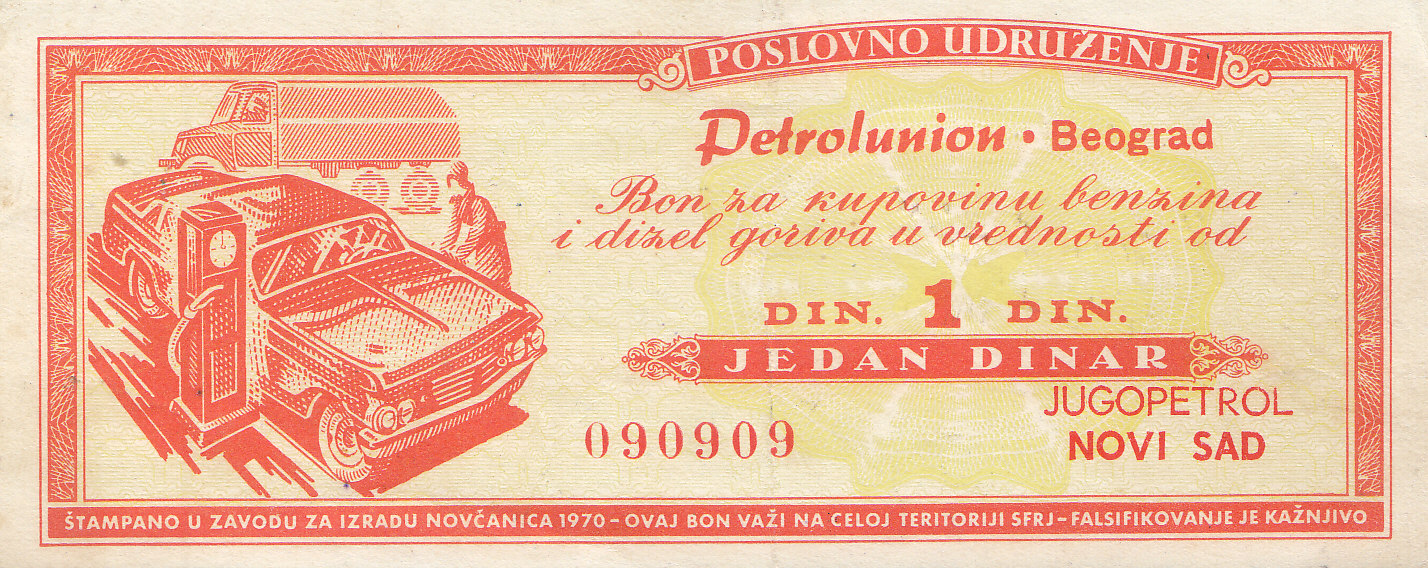 POSLOVNO UDRUŽENJE
Petrolunion • Beograd
Bon za kupovinu benzina
i dizel goriva u vrednosti od
DIN. 1 DIN.
JEDAN DINAR
JUGOPETROL
NOVI SAD
090909
ŠTAMPANO U ZAVODU ZA IZRADU NOVČANICA 1970 – OVAJ BON VAŽI NA CELOJ TERITORIJI SFRJ – FALSIFIKOVANJE JE KAŽNJIVO